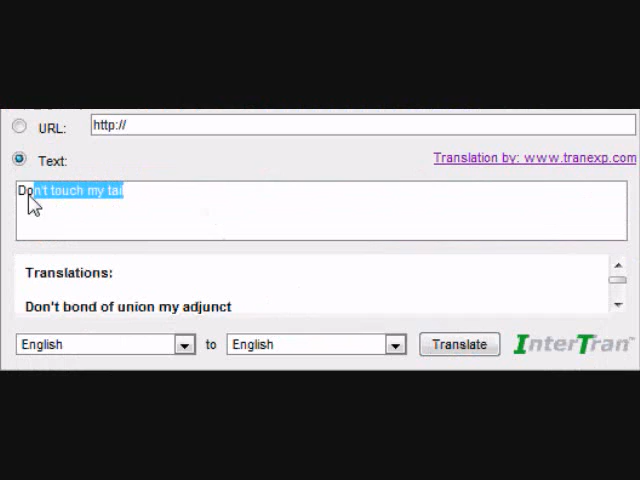 URL:
http://
Text:
Translation by: www.tranexp.com
Don't touch my tail
Translations:
Don't bond of union my adjunct
English to English Translate InterTran™